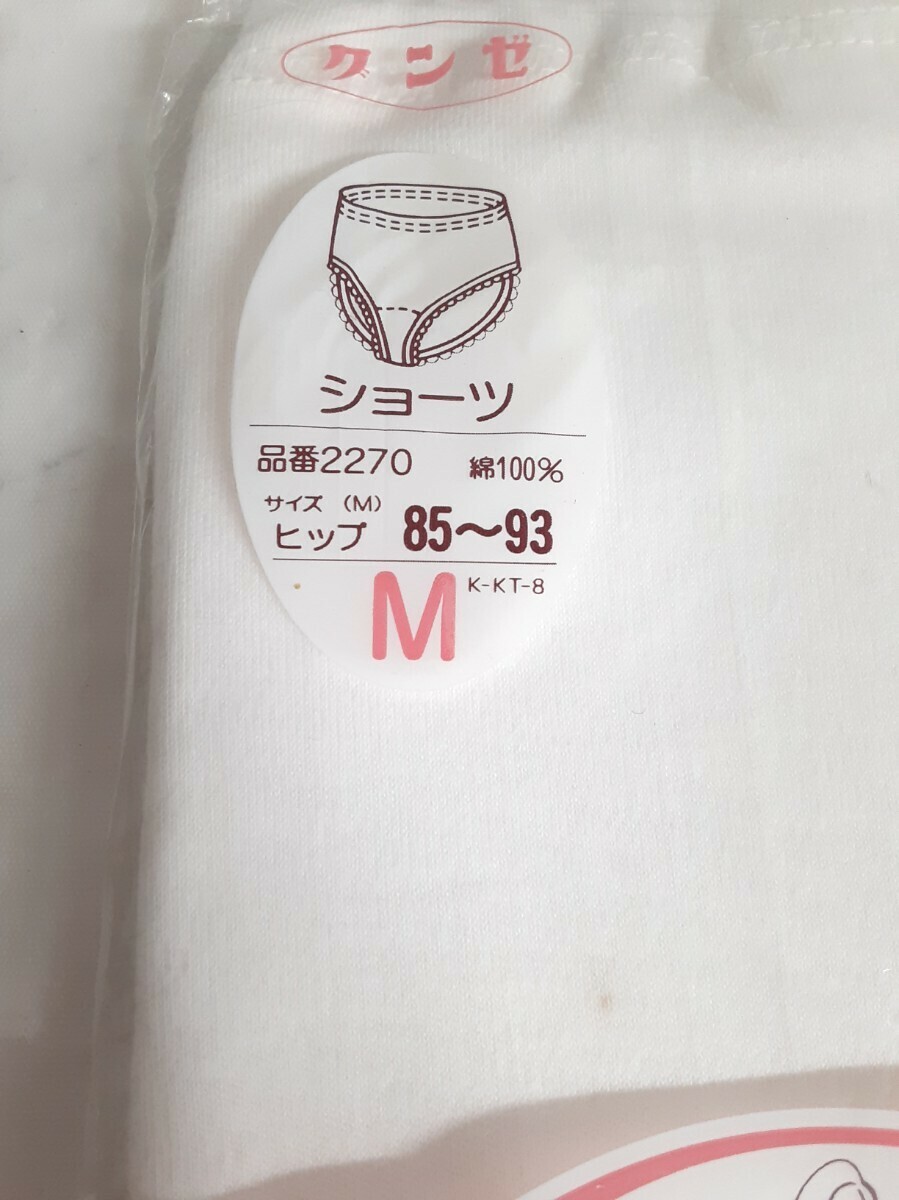 グンゼ
ショーツ
品番2270 綿100%
サイズ (M)
ヒップ 85～93
M K-KT-8